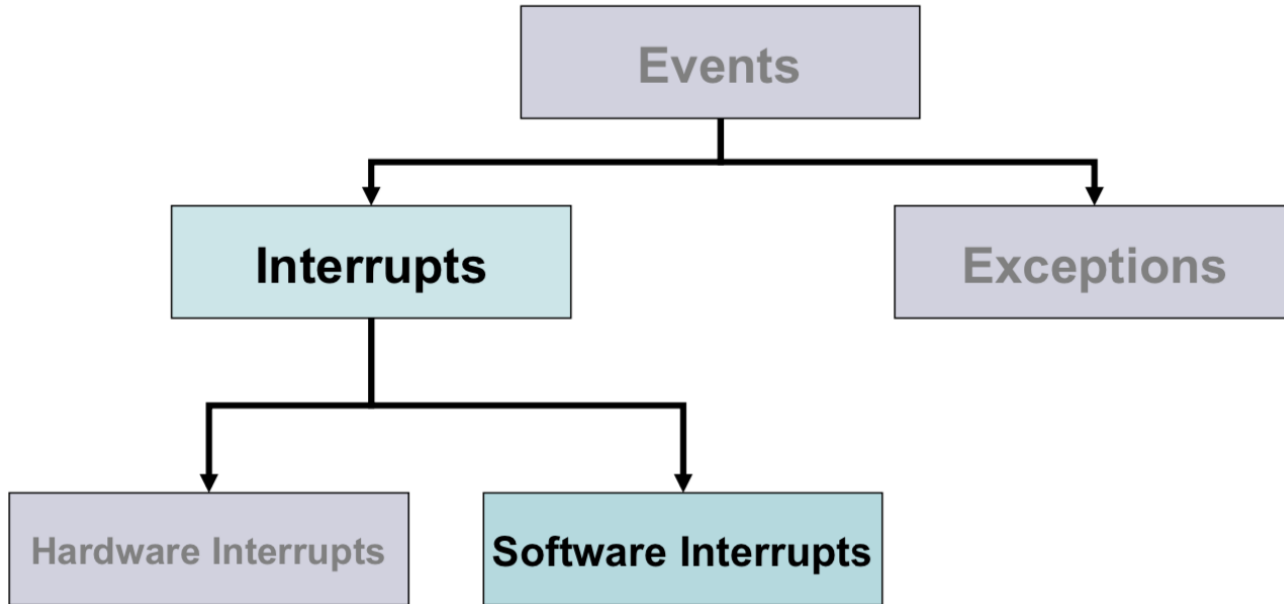 Events
Interrupts
Exceptions
Hardware Interrupts
Software Interrupts